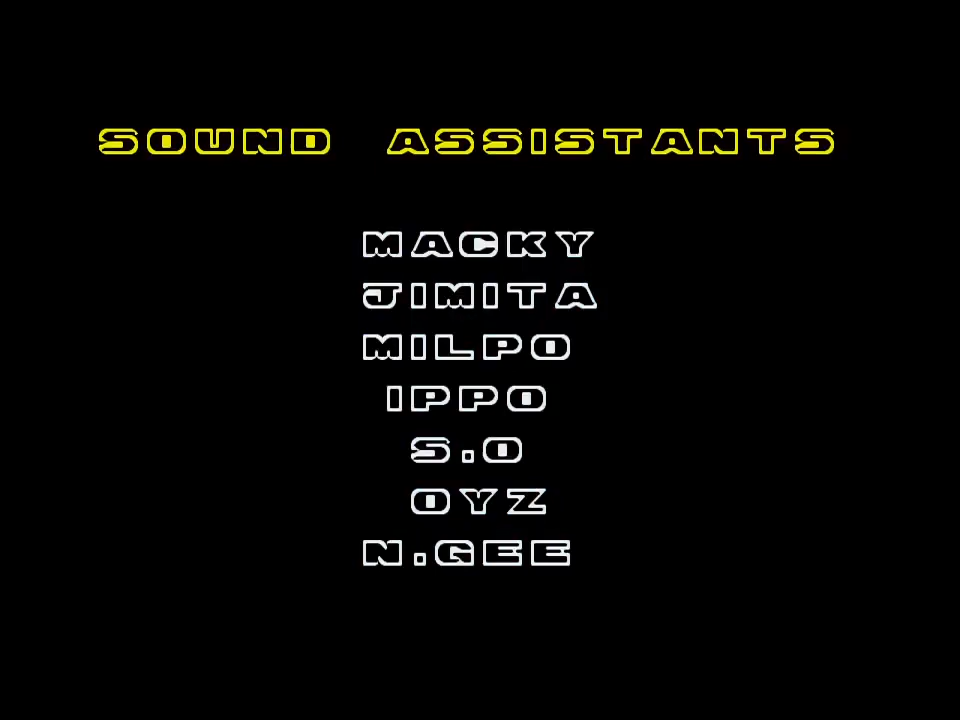 SOUND ASSISTANTS
MACKY
JIMITA
MILPO
IPPO
S.O
OYZ
N.GEE